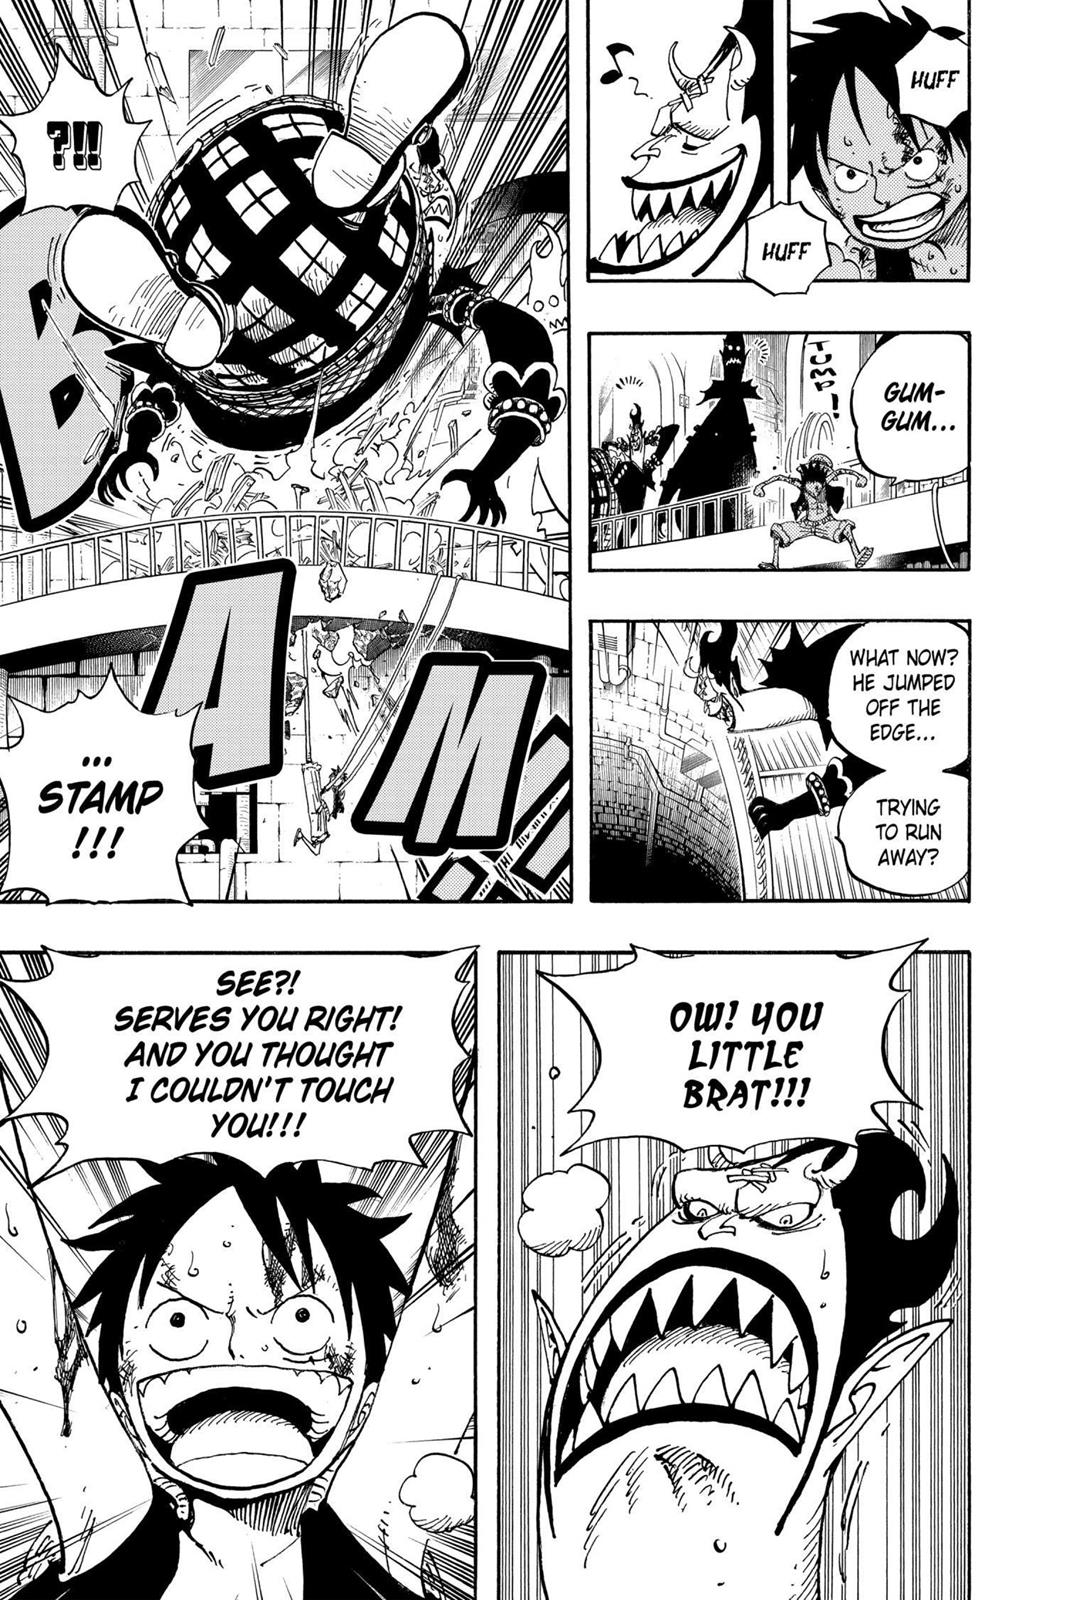 HUFF
HUFF
GUM-
GUM...
TUMP!!
WHAT NOW?
HE JUMPED
OFF THE
EDGE...
TRYING
TO RUN
AWAY?
?!!
BAM
...
STAMP
!!!
OW! YOU
LITTLE
BRAT!!!
SEE?!
SERVES YOU RIGHT!
AND YOU THOUGHT
I COULDN'T TOUCH
YOU!!!